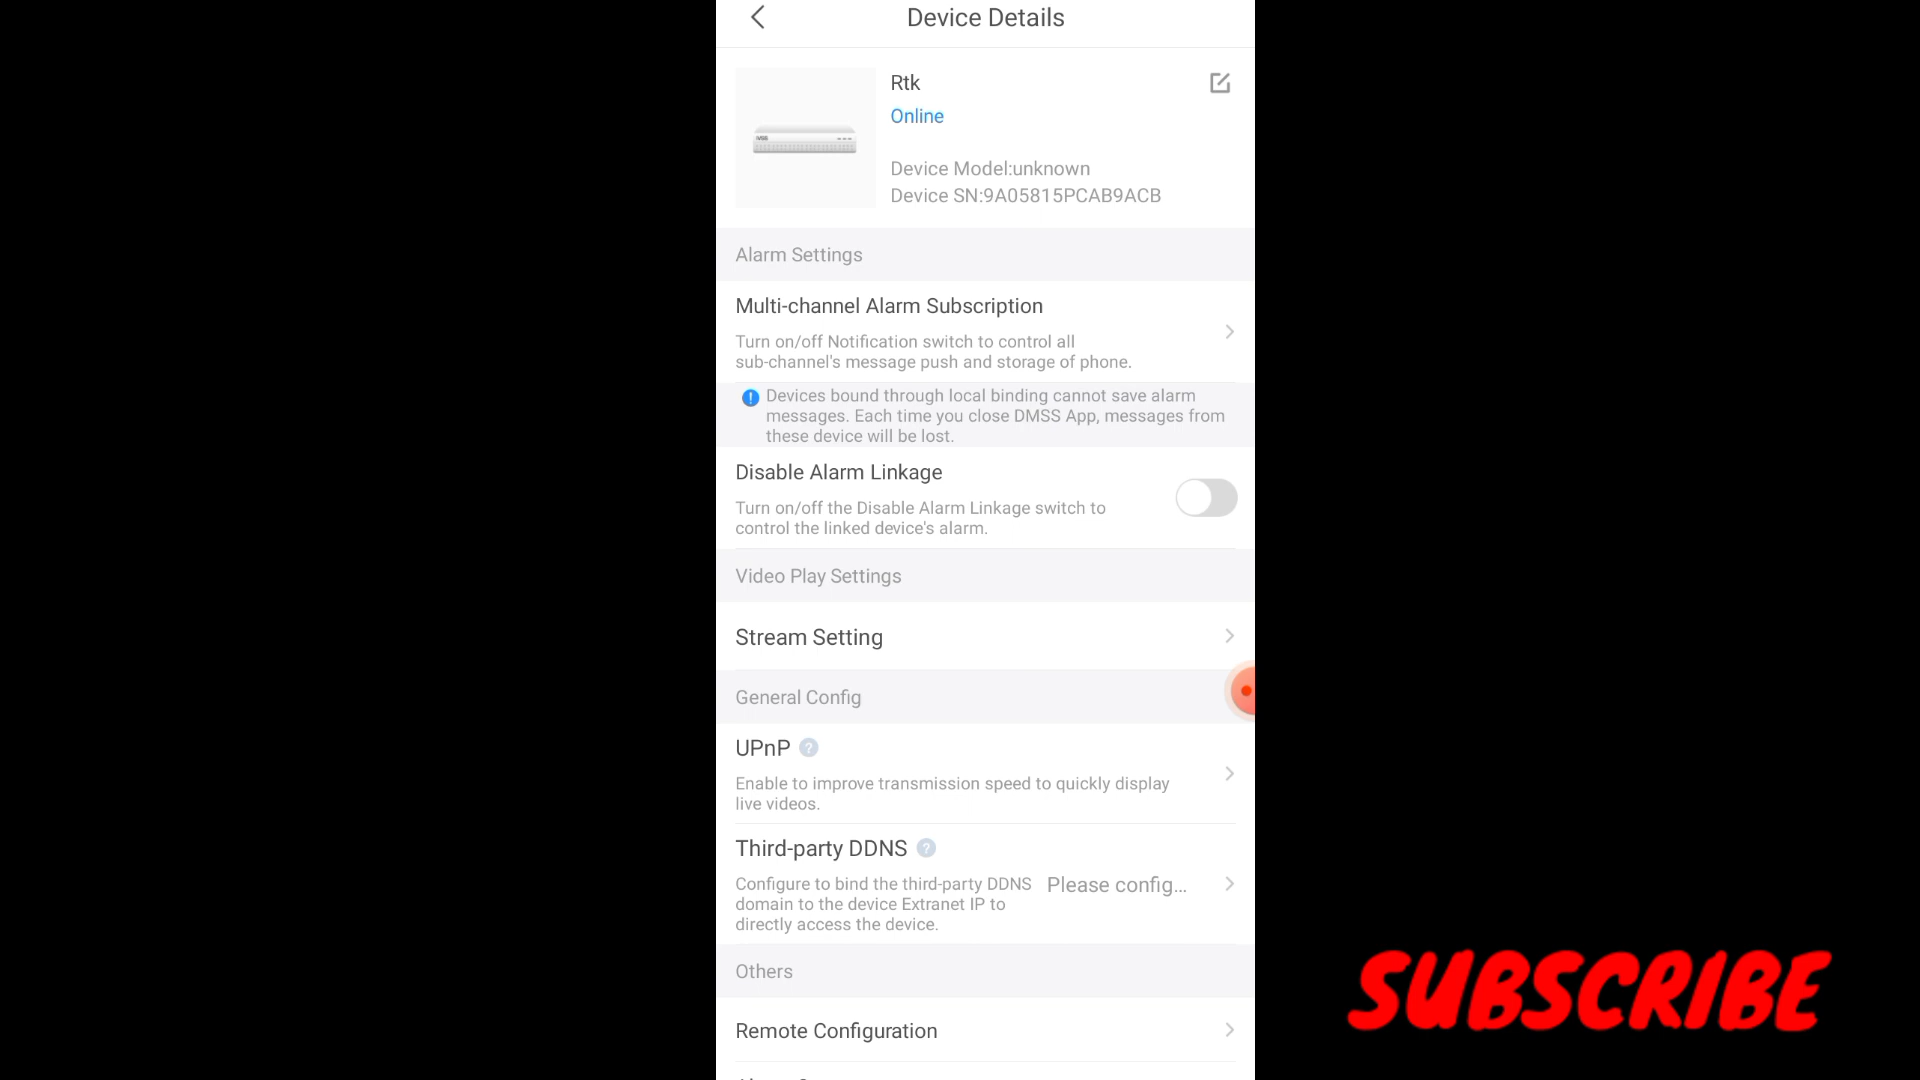 Device Details
Rtk
Online
Device Model:unknown
Device SN:9A05815PCAB9ACB
Alarm Settings
Multi-channel Alarm Subscription
Turn on/off Notification switch to control all
sub-channel's message push and storage of phone.
Devices bound through local binding cannot save alarm
messages. Each time you close DMSS App, messages from
these device will be lost.
Disable Alarm Linkage
Turn on/off the Disable Alarm Linkage switch to
control the linked device's alarm.
Video Play Settings
Stream Setting
General Config
UPnP ?
Enable to improve transmission speed to quickly display
live videos.
Third-party DDNS ?
Configure to bind the third-party DDNS
domain to the device Extranet IP to
directly access the device.
Please config...
Others
Remote Configuration
SUBSCRIBE